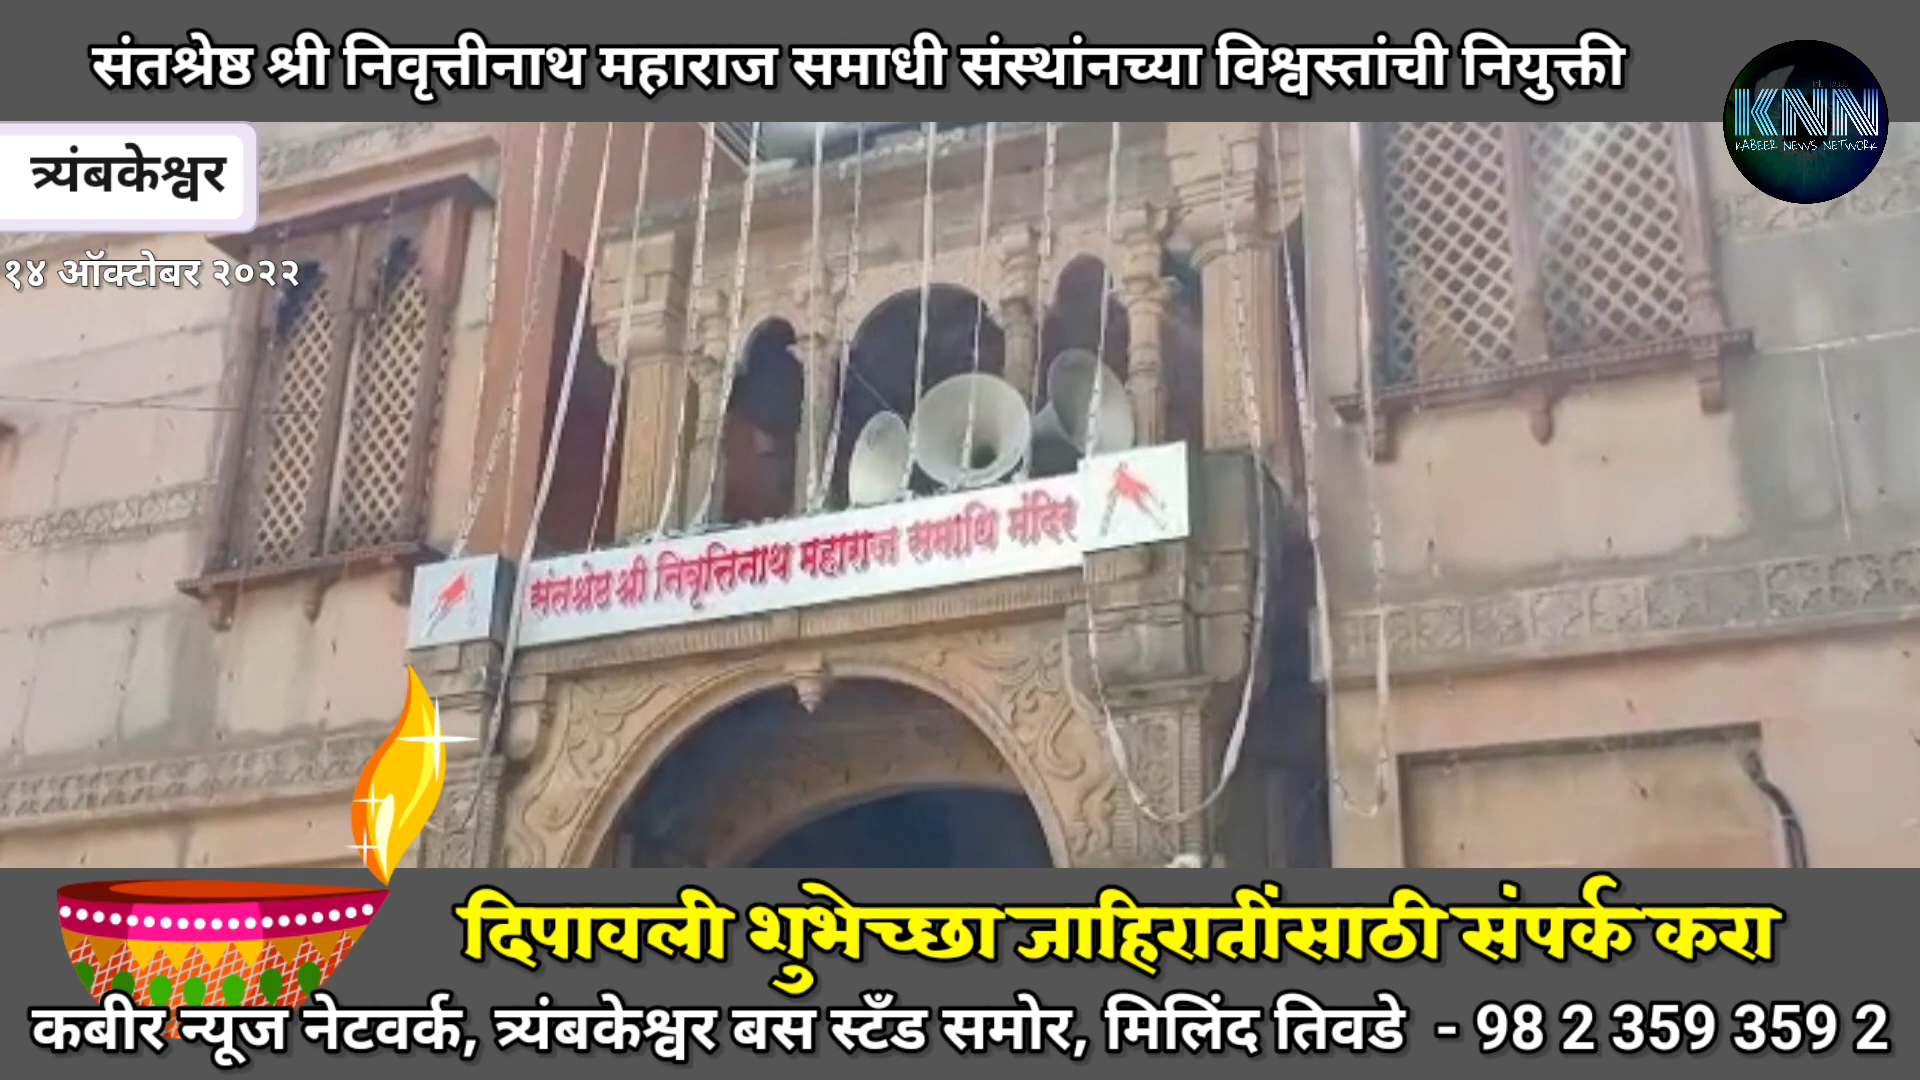 संतश्रेष्ठ श्री निवृत्तीनाथ महाराज समाधी संस्थांनच्या विश्वस्तांची नियुक्ती
KNN
KABEER NEWS NETWORK
त्र्यंबकेश्वर
१४ ऑक्टोबर २०२२
संतश्रेष्ठ श्री निवृत्तिनाथ महाराज समाधि मंदिर
दिपावली शुभेच्छा जाहिरातींसाठी संपर्क करा
कबीर न्यूज नेटवर्क, त्र्यंबकेश्वर बस स्टँड समोर, मिलिंद तिवडे - 98 2 359 359 2